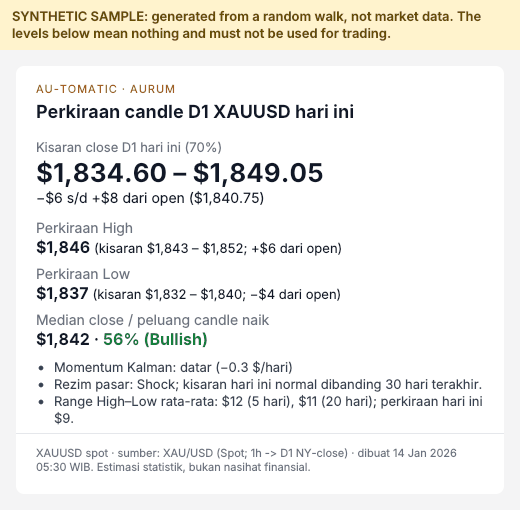 SYNTHETIC SAMPLE: generated from a random walk, not market data. The
levels below mean nothing and must not be used for trading.
AU-TOMATIC · AURUM
Perkiraan candle D1 XAUUSD hari ini
Kisaran close D1 hari ini (70%)
$1,834.60 – $1,849.05
−$6 s/d +$8 dari open ($1,840.75)
Perkiraan High
$1,846 (kisaran $1,843 – $1,852; +$6 dari open)
Perkiraan Low
$1,837 (kisaran $1,832 – $1,840; −$4 dari open)
Median close / peluang candle naik
$1,842 · 56% (Bullish)
• Momentum Kalman: datar (−0.3 $/hari)
• Rezim pasar: Shock; kisaran hari ini normal dibanding 30 hari terakhir.
• Range High–Low rata-rata: $12 (5 hari), $11 (20 hari); perkiraan hari ini
$9.
XAUUSD spot · sumber: XAU/USD (Spot; 1h -> D1 NY-close) · dibuat 14 Jan 2026
05:30 WIB. Estimasi statistik, bukan nasihat finansial.